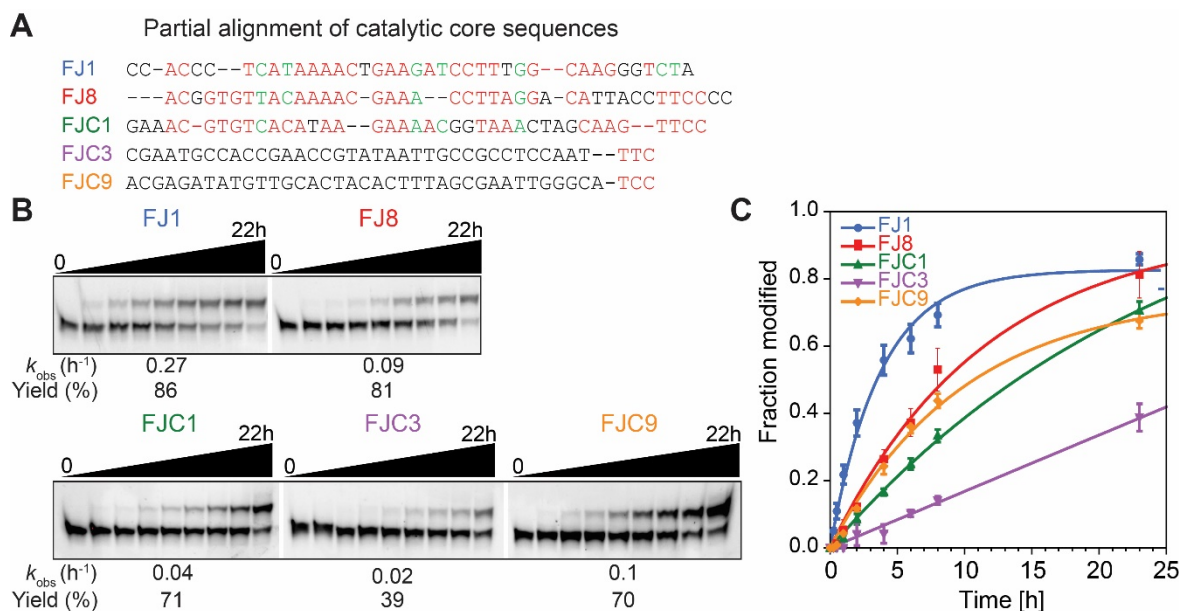 A
Partial alignment of catalytic core sequences
FJ1 CC-ACCC--TCATAAAACTGAAGATCCTTTGG--CAAGGGTCTA
FJ8 ---ACGGTGTTACAAAAC-GAAA--CCTTAGGA-CATTACCTTCCCC
FJC1 GAAAC-GTGTCACATAA--GAAAACGGTAAACTAGCAAG--TTCC
FJC3 CGAATGCCACCGAACCGTATAATTGCCGCCTCCAAT--TTC
FJC9 ACGAGATATGTTGCACTACACTTTAGCGAATTGGGCA-TCC
B
FJ1 FJ8
0 22h 0 22h
kobs (h-1) 0.27 0.09
Yield (%) 86 81
FJC1 FJC3 FJC9
0 22h 0 22h 0 22h
kobs (h-1) 0.04 0.02 0.1
Yield (%) 71 39 70
C
1.0
FJ1
FJ8
FJC1
FJC3
FJC9
0.8
0.6
0.4
0.2
0.0
Fraction modified
0 5 10 15 20 25
Time [h]